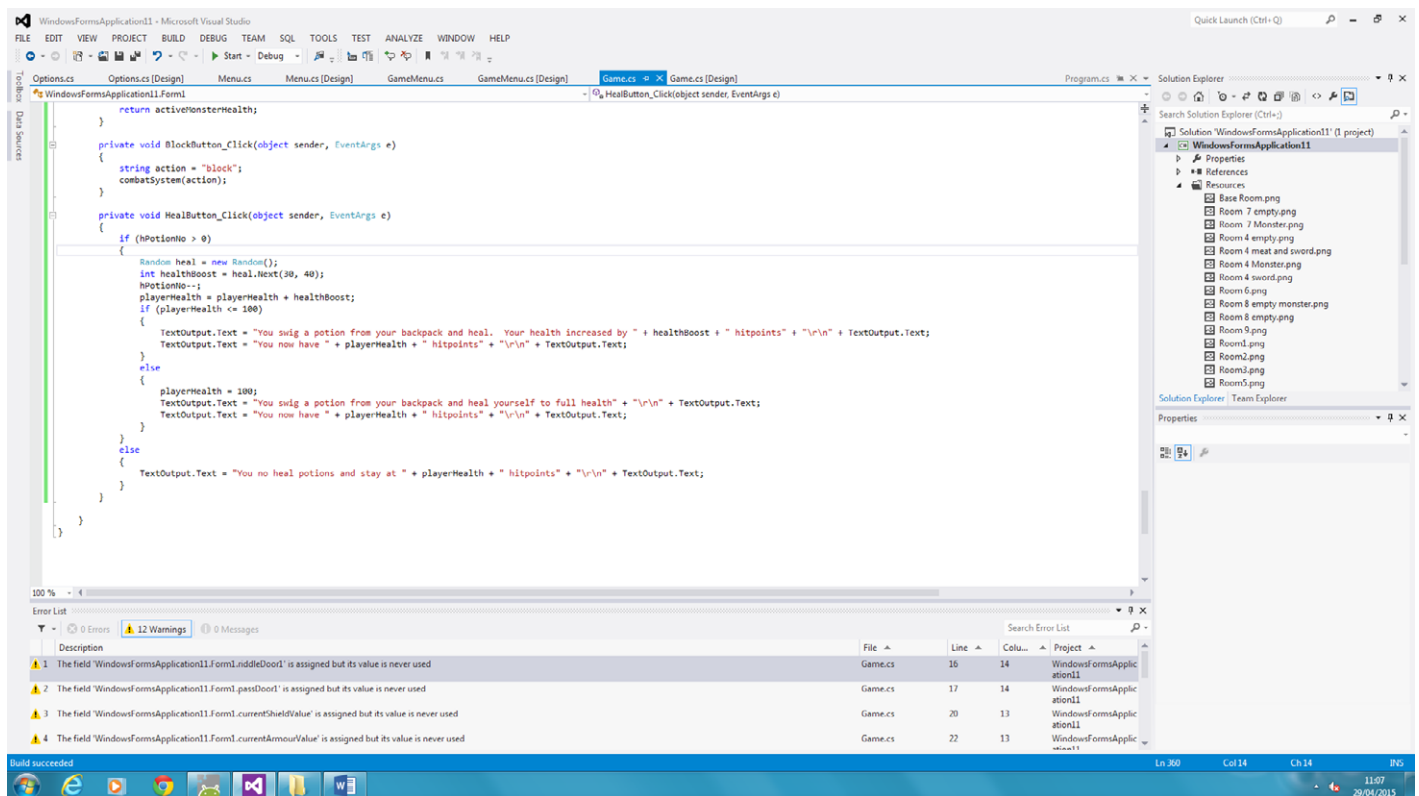 WindowsFormsApplication11 - Microsoft Visual Studio
Quick Launch (Ctrl+Q)
FILE EDIT VIEW PROJECT BUILD DEBUG TEAM SQL TOOLS TEST ANALYZE WINDOW HELP
Start - Debug
Toolbox
Data Sources
Options.cs Options.cs [Design] Menu.cs Menu.cs [Design] GameMenu.cs GameMenu.cs [Design] Game.cs Game.cs [Design] Program.cs
WindowsFormsApplication11.Form1 HealButton_Click(object sender, EventArgs e)
return activeMonsterHealth;
}
private void BlockButton_Click(object sender, EventArgs e)
{
string action = "block";
combatSystem(action);
}
private void HealButton_Click(object sender, EventArgs e)
{
if (hPotionNo > 0)
{
Random heal = new Random();
int healthBoost = heal.Next(30, 40);
hPotionNo--;
playerHealth = playerHealth + healthBoost;
if (playerHealth <= 100)
{
TextOutput.Text = "You swig a potion from your backpack and heal.  Your health increased by " + healthBoost + " hitpoints" + "\r\n" + TextOutput.Text;
TextOutput.Text = "You now have " + playerHealth + " hitpoints" + "\r\n" + TextOutput.Text;
}
else
{
playerHealth = 100;
TextOutput.Text = "You swig a potion from your backpack and heal yourself to full health" + "\r\n" + TextOutput.Text;
TextOutput.Text = "You now have " + playerHealth + " hitpoints" + "\r\n" + TextOutput.Text;
}
}
else
{
TextOutput.Text = "You no heal potions and stay at " + playerHealth + " hitpoints" + "\r\n" + TextOutput.Text;
}
}
}
}
100 %
Solution Explorer
Search Solution Explorer (Ctrl+;)
Solution 'WindowsFormsApplication11' (1 project)
WindowsFormsApplication11
Properties
References
Resources
Base Room.png
Room 7 empty.png
Room 7 Monster.png
Room 4 empty.png
Room 4 meat and sword.png
Room 4 Monster.png
Room 4 sword.png
Room 6.png
Room 8 empty monster.png
Room 8 empty.png
Room 9.png
Room1.png
Room2.png
Room3.png
Room5.png
Solution Explorer Team Explorer
Properties
Error List
0 Errors 12 Warnings 0 Messages Search Error List
Description File Line Colu... Project
1 The field 'WindowsFormsApplication11.Form1.riddleDoor1' is assigned but its value is never used Game.cs 16 14 WindowsFormsApplic
ation11
2 The field 'WindowsFormsApplication11.Form1.passDoor1' is assigned but its value is never used Game.cs 17 14 WindowsFormsApplic
ation11
3 The field 'WindowsFormsApplication11.Form1.currentShieldValue' is assigned but its value is never used Game.cs 20 13 WindowsFormsApplic
ation11
4 The field 'WindowsFormsApplication11.Form1.currentArmourValue' is assigned but its value is never used Game.cs 22 13 WindowsFormsApplic
ation11
Build succeeded Ln 360 Col 14 Ch 14 INS
11:07
29/04/2015